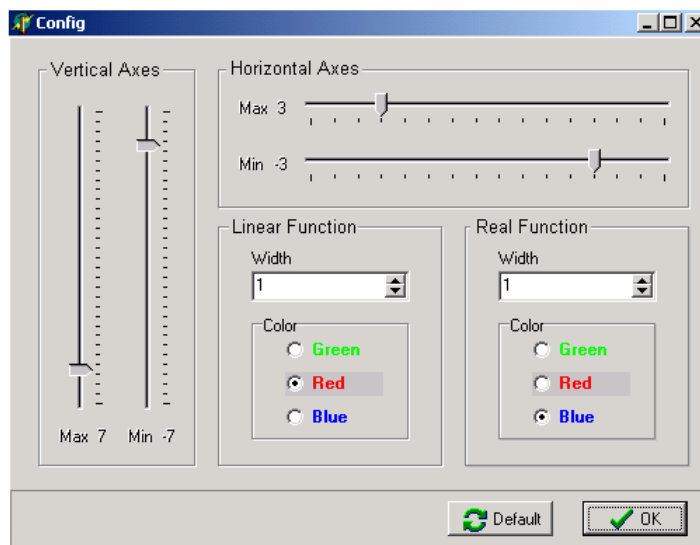 Config
Vertical Axes
Max 7 Min -7
Horizontal Axes
Max 3
Min -3
Linear Function
Width
1
Color
Green
Red
Blue
Real Function
Width
1
Color
Green
Red
Blue
Default
OK